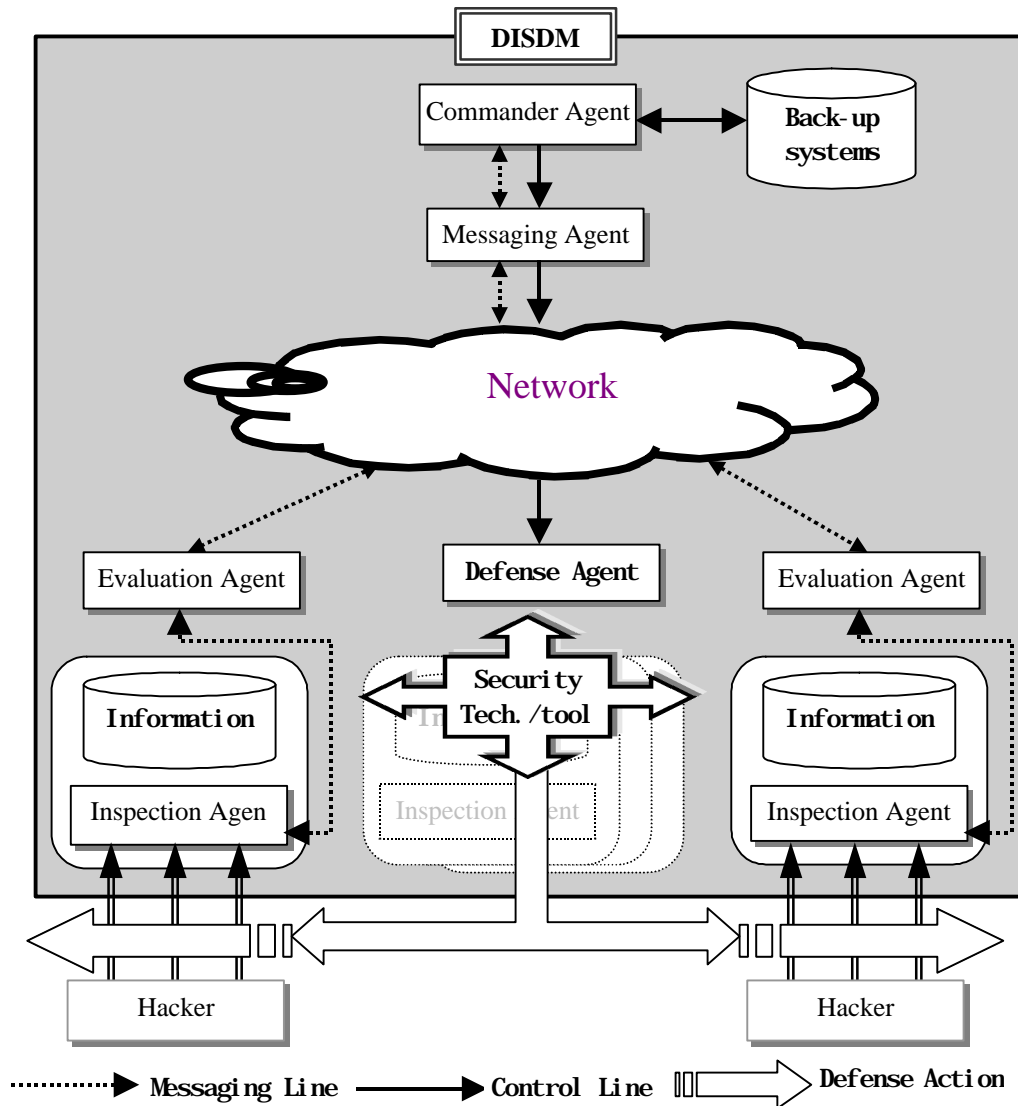 DISDM
Commander Agent
Back-up
systems
Messaging Agent
Network
Evaluation Agent
Defense Agent
Evaluation Agent
Information
Security
Tech./tool
Information
Inspection Agen
Inspection Agent
Hacker
Hacker
Messaging Line
Control Line
Defense Action